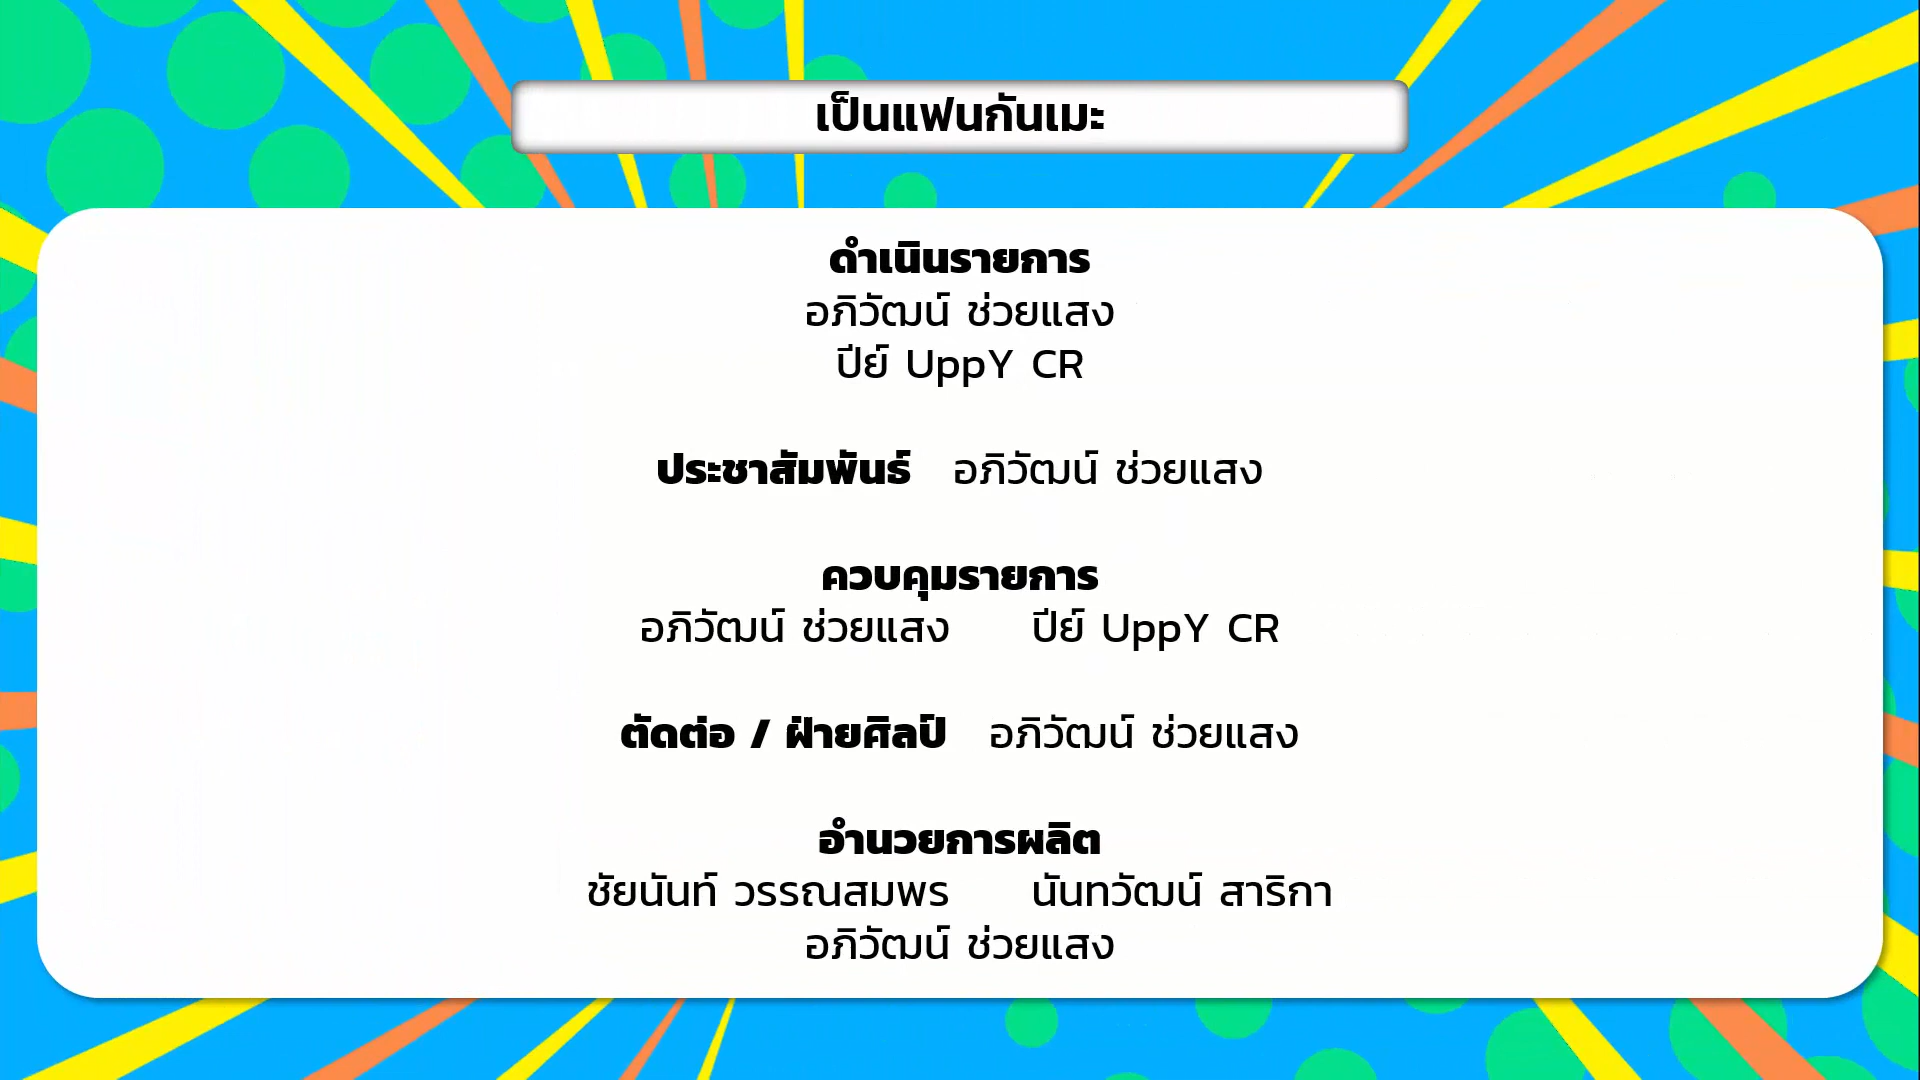 เป็นแฟนกันเมะ
ดำเนินรายการ
อภิวัฒน์ ช่วยแสง
ปีย์ UppY CR
ประชาสัมพันธ์ อภิวัฒน์ ช่วยแสง
ควบคุมรายการ
อภิวัฒน์ ช่วยแสง ปีย์ UppY CR
ตัดต่อ / ฝ่ายศิลป์ อภิวัฒน์ ช่วยแสง
อำนวยการผลิต
ชัยนันท์ วรรณสมพร นันทวัฒน์ สาริกา
อภิวัฒน์ ช่วยแสง